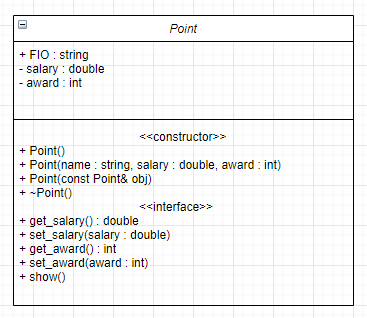 Point
+ FIO : string
- salary : double
- award : int
<<constructor>>
+ Point()
+ Point(name : string, salary : double, award : int)
+ Point(const Point& obj)
+ ~Point()
<<interface>>
+ get_salary() : double
+ set_salary(salary : double)
+ get_award() : int
+ set_award(award : int)
+ show()